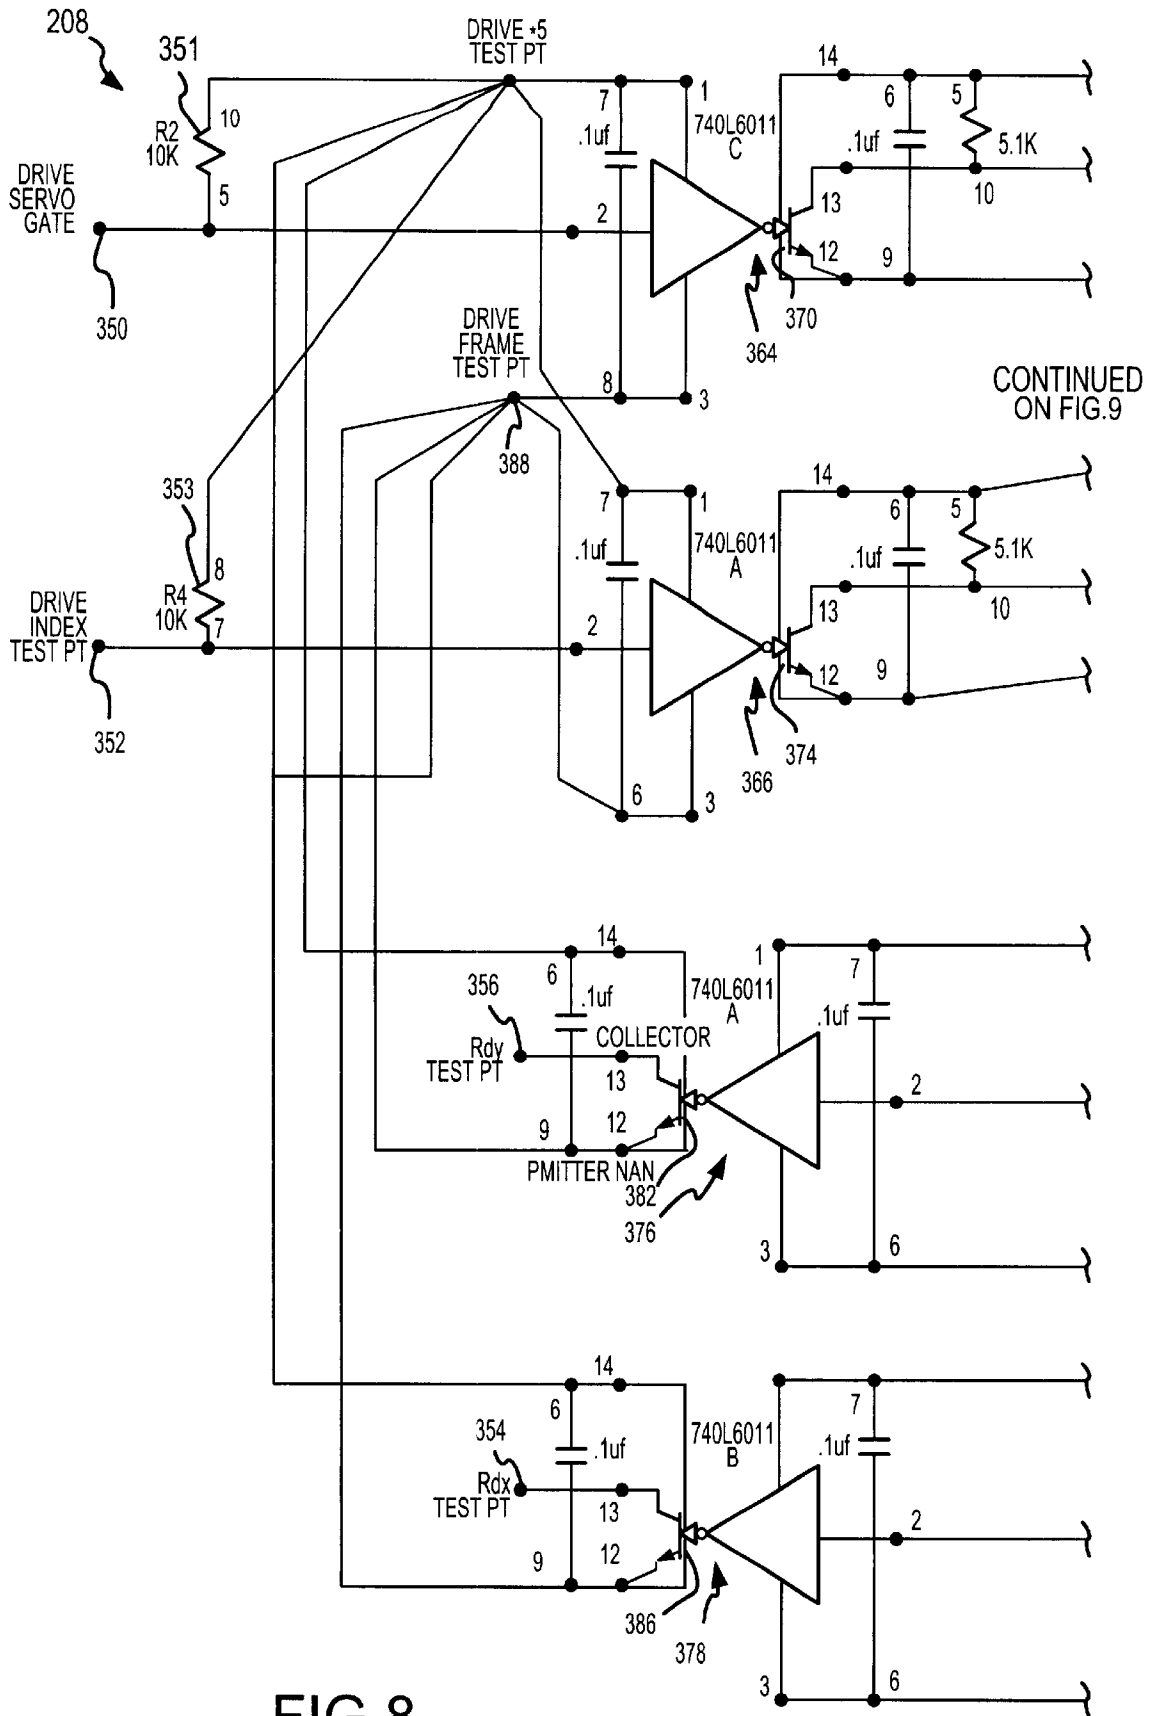 208
351
DRIVE *5
TEST PT
14
10
7
1
6
5
R2
10K
.1uf
740L6011
C
.1uf
5.1K
DRIVE
SERVO
GATE
5
2
13
10
12
9
350
370
364
DRIVE
FRAME
TEST PT
8
3
CONTINUED
ON FIG.9
388
353
14
7
1
6
5
8
.1uf
740L6011
A
.1uf
5.1K
DRIVE
INDEX
TEST PT
R4
10K
7
2
13
10
12
9
352
374
366
6
3
14
1
7
6
356
.1uf
740L6011
A
.1uf
COLLECTOR
Rdy
TEST PT
13
2
12
9
PMITTER NAN
382
376
3
6
14
6
7
354
.1uf
740L6011
B
.1uf
Rdx
TEST PT
13
2
12
9
386
378
3
6
FIG.8